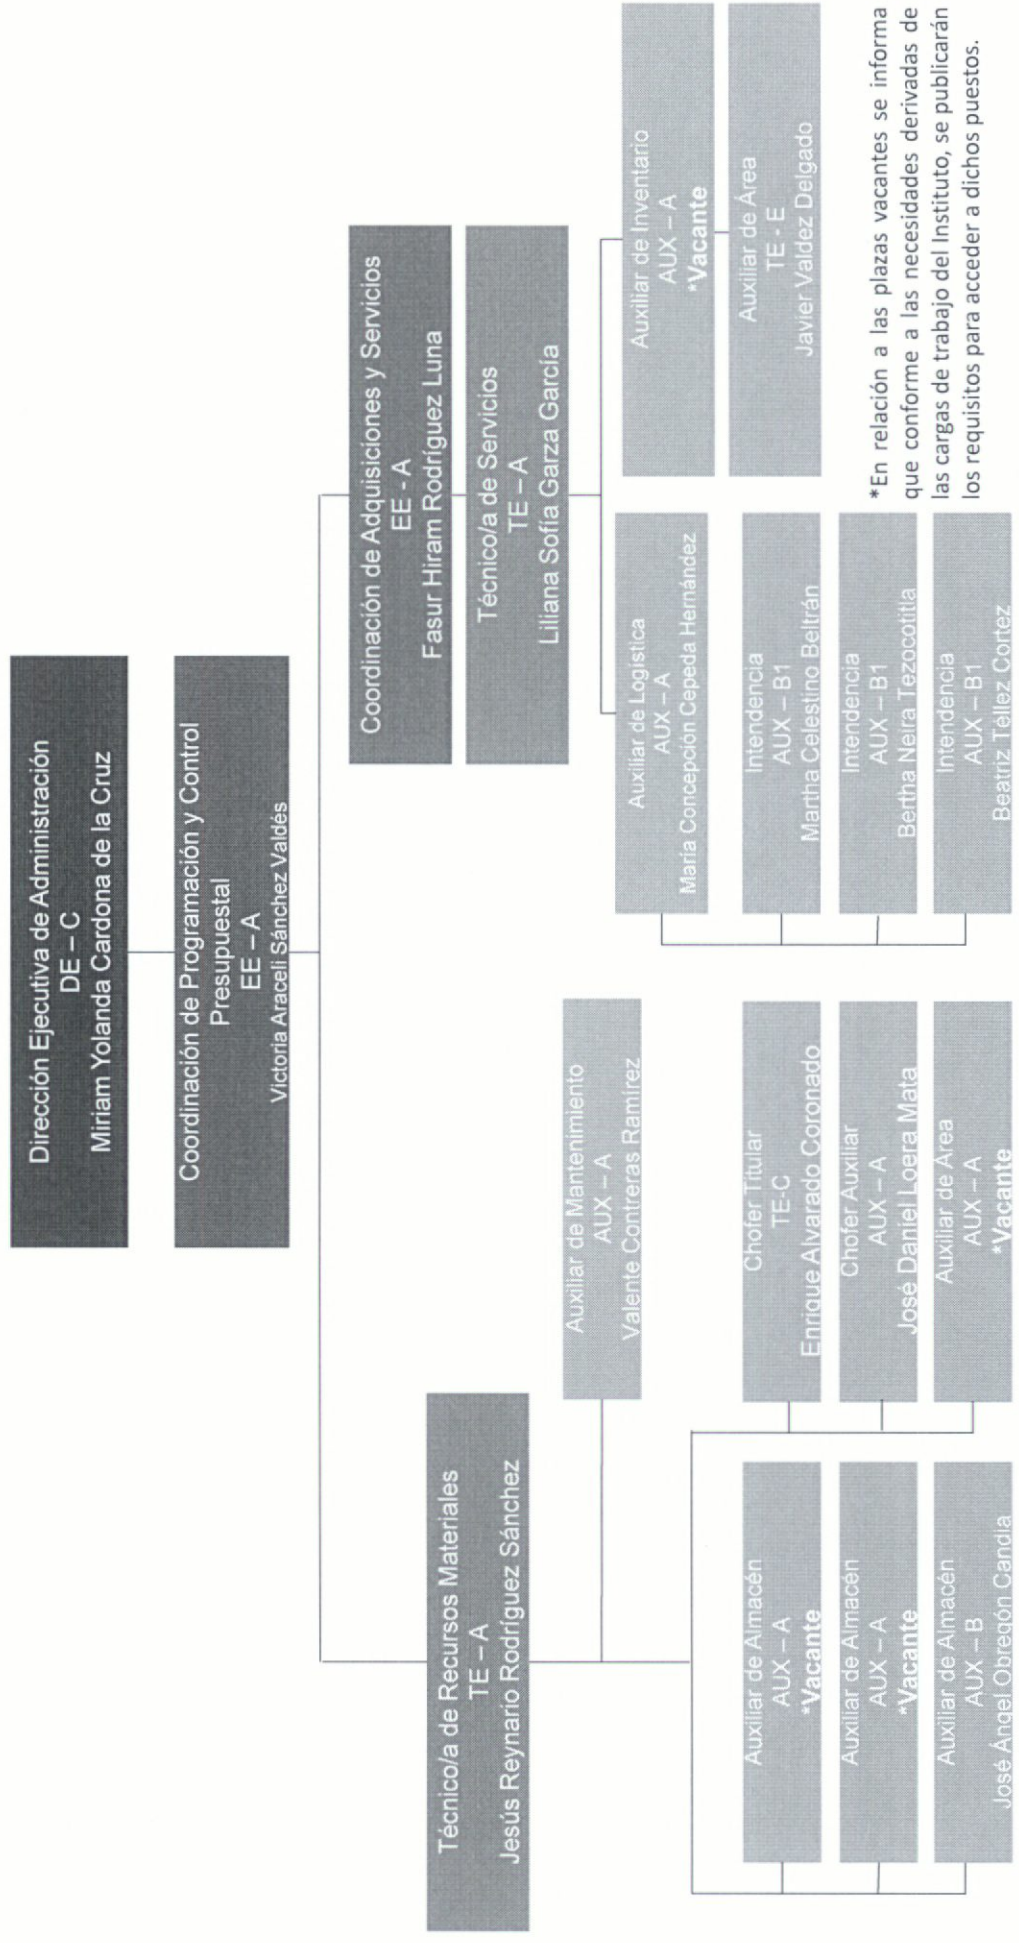 Dirección Ejecutiva de Administración
DE – C
Miriam Yolanda Cardona de la Cruz
Coordinación de Programación y Control
Presupuestal
EE – A
Victoria Araceli Sánchez Valdés
Técnico/a de Recursos Materiales
TE – A
Jesús Reynario Rodríguez Sánchez
Auxiliar de Mantenimiento
AUX – A
Valente Contreras Ramírez
Auxiliar de Almacén
AUX – A
*Vacante
Auxiliar de Almacén
AUX – A
*Vacante
Auxiliar de Almacén
AUX – B
José Ángel Obregón Candia
Chofer Titular
TE-C
Enrique Alvarado Coronado
Chofer Auxiliar
AUX – A
José Daniel Loera Mata
Auxiliar de Área
AUX – A
*Vacante
Coordinación de Adquisiciones y Servicios
EE - A
Fasur Hiram Rodríguez Luna
Técnico/a de Servicios
TE – A
Liliana Sofía Garza García
Auxiliar de Logística
AUX – A
María Concepción Cepeda Hernández
Intendencia
AUX – B1
Martha Celestino Beltrán
Intendencia
AUX – B1
Bertha Neira Tezocotitla
Intendencia
AUX – B1
Beatriz Téllez Cortez
Auxiliar de Inventario
AUX – A
*Vacante
Auxiliar de Área
TE - E
Javier Valdez Delgado
*En relación a las plazas vacantes se informa
que conforme a las necesidades derivadas de
las cargas de trabajo del Instituto, se publicarán
los requisitos para acceder a dichos puestos.